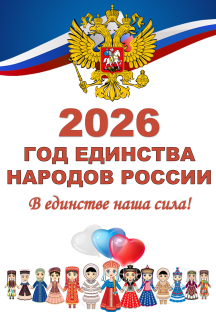 2026
ГОД ЕДИНСТВА
НАРОДОВ РОССИИ
В единстве наша сила!